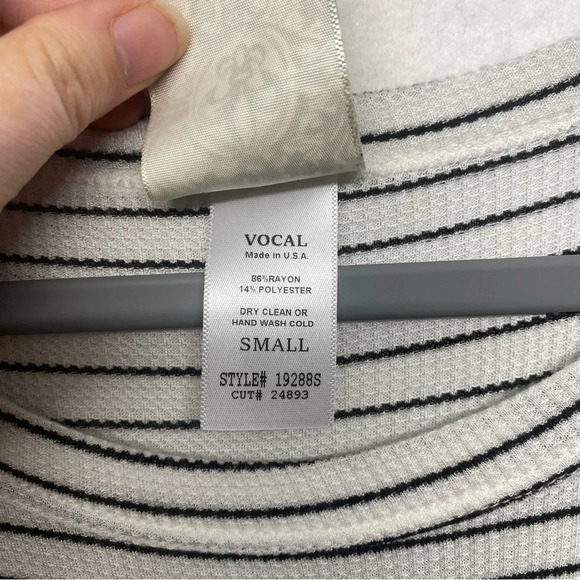 VOCAL
Made in U.S.A.
86%RAYON
14% POLYESTER
DRY CLEAN OR
HAND WASH COLD
SMALL
STYLE# 19288S
CUT# 24893